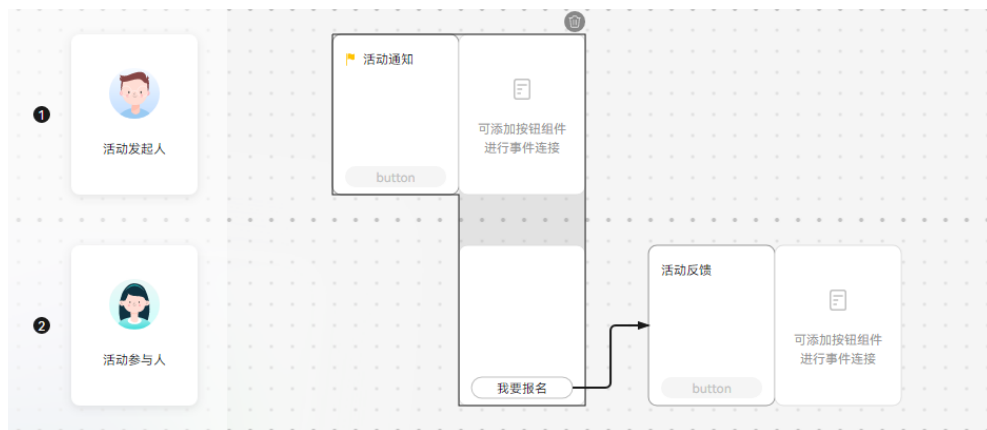 活动通知
可添加按钮组件
进行事件连接
1
活动发起人
button
活动反馈
2
可添加按钮组件
进行事件连接
活动参与人
我要报名
button